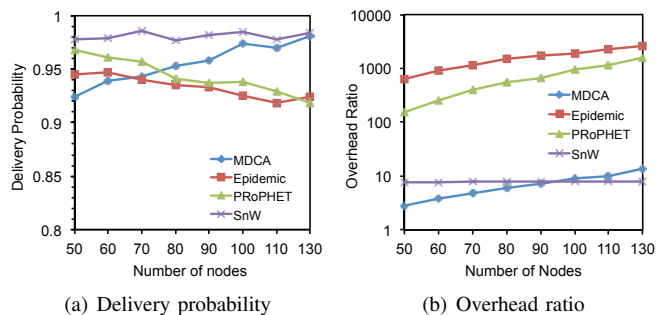 1
0.95
0.9
0.85
0.8
Delivery Probability
MDCA
Epidemic
PRoPHET
SnW
50 60 70 80 90 100 110 130
Number of nodes
(a) Delivery probability
10000
1000
100
10
1
Overhead Ratio
MDCA
Epidemic
PRoPHET
SnW
50 60 70 80 90 100 110 130
Number of Nodes
(b) Overhead ratio